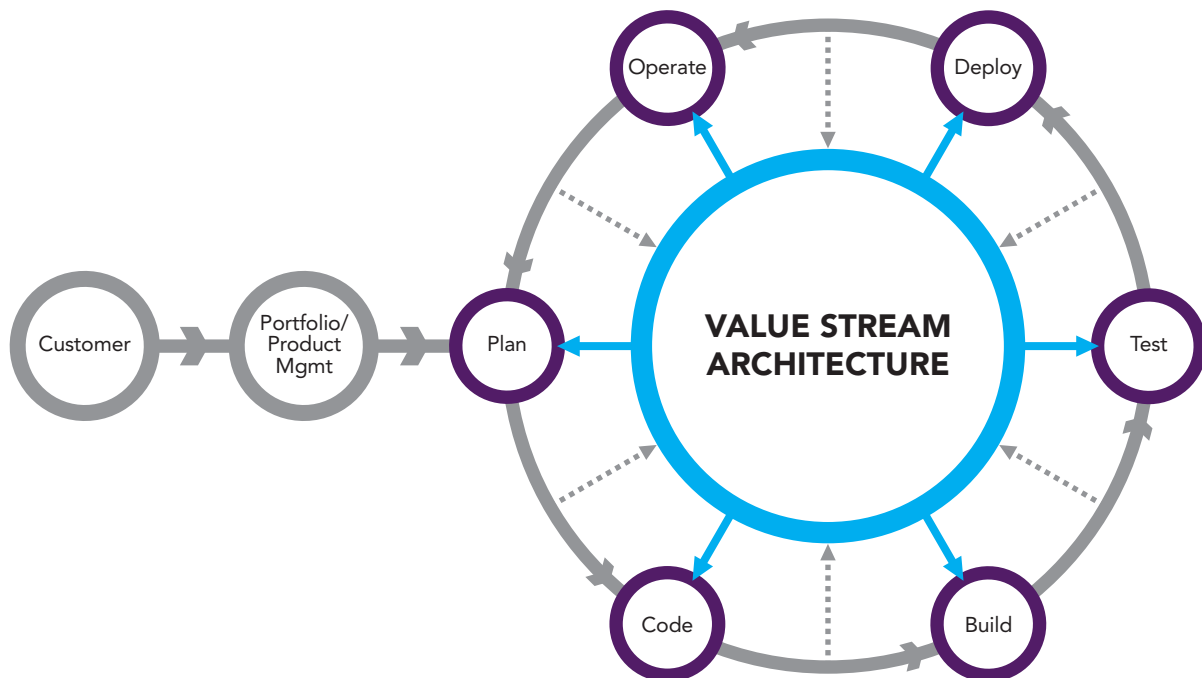 Operate
Deploy
Customer
Portfolio/
Product
Mgmt
Plan
VALUE STREAM
ARCHITECTURE
Test
Code
Build